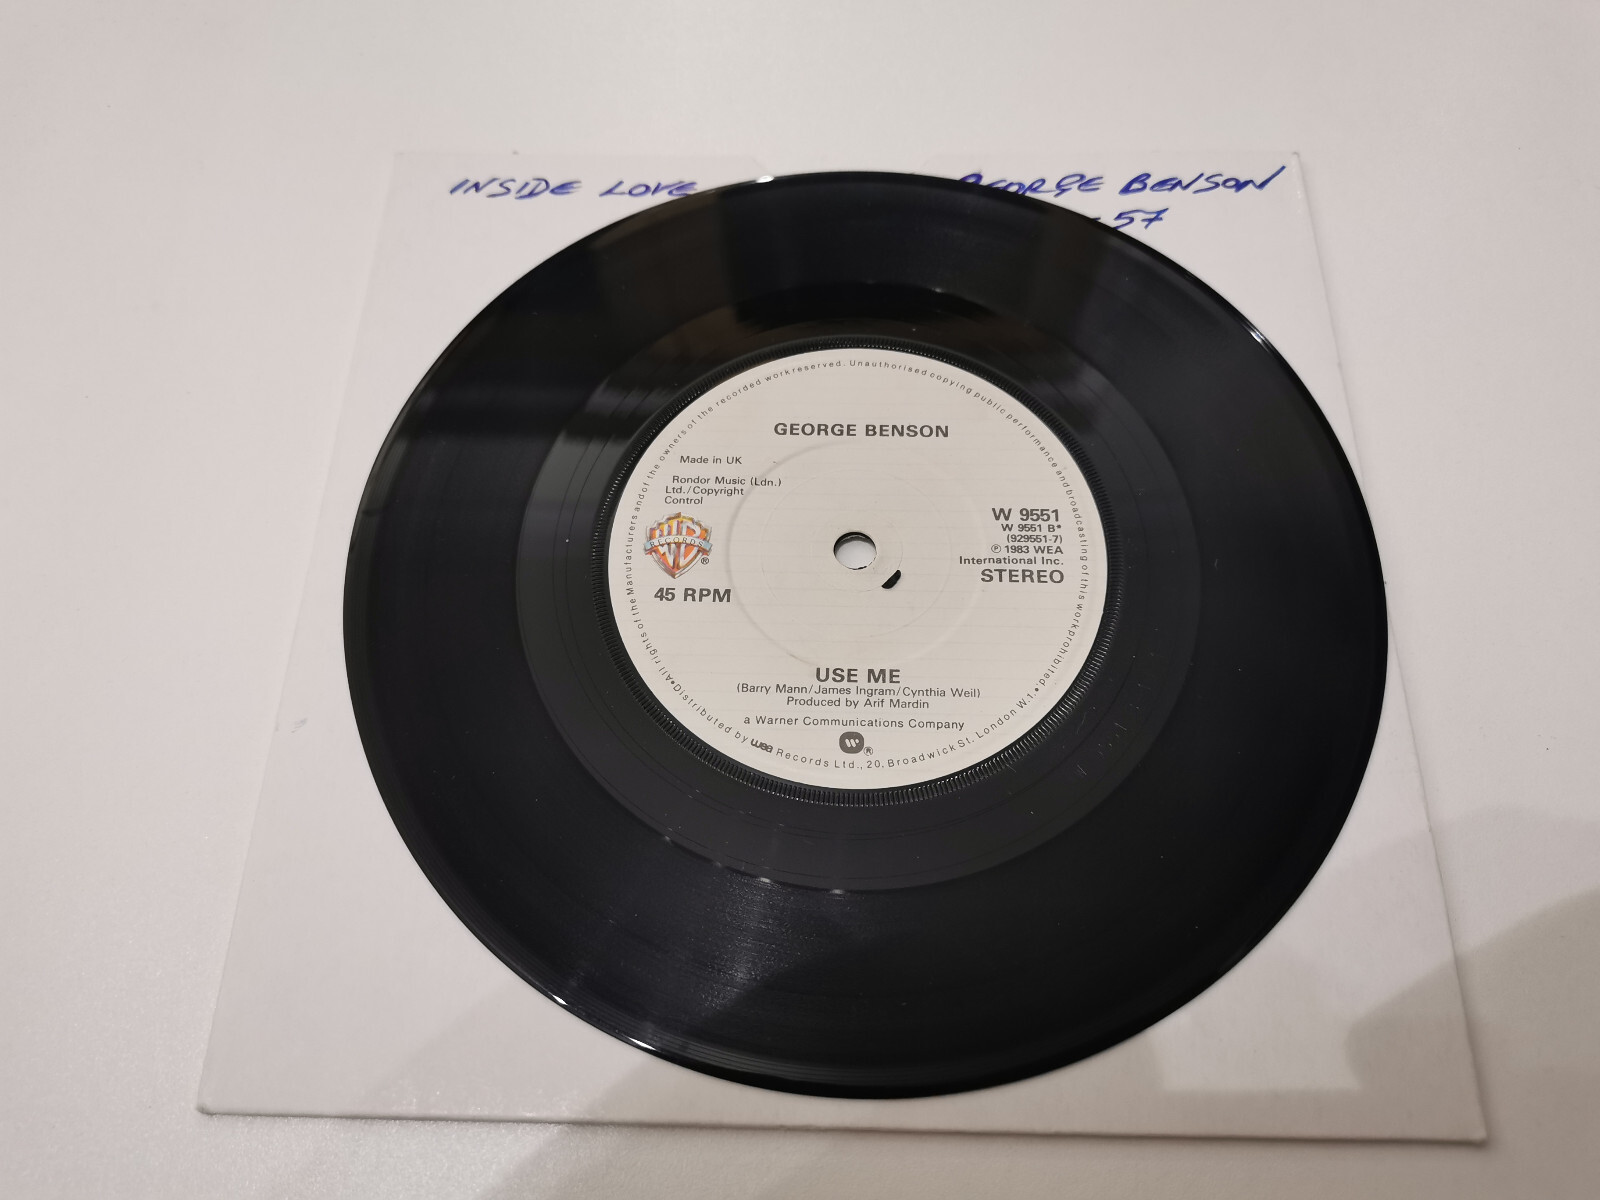 INSIDE LOVE
GEORGE BENSON
57
All rights of the Manufacturers and of the owners of the recorded work reserved. Unauthorised copying public performance and broadcasting of this work prohibited.
GEORGE BENSON
Made in UK
Rondor Music (Ldn.)
Ltd./Copyright
Control
W 9551
W 9551 B*
(929551-7)
℗ 1983 WEA
International Inc.
STEREO
WB
RECORDS
®
45 RPM
USE ME
(Barry Mann/James Ingram/Cynthia Weil)
Produced by Arif Mardin
a Warner Communications Company
®
•Distributed by wea Records Ltd., 20, Broadwick St. London W.1.•